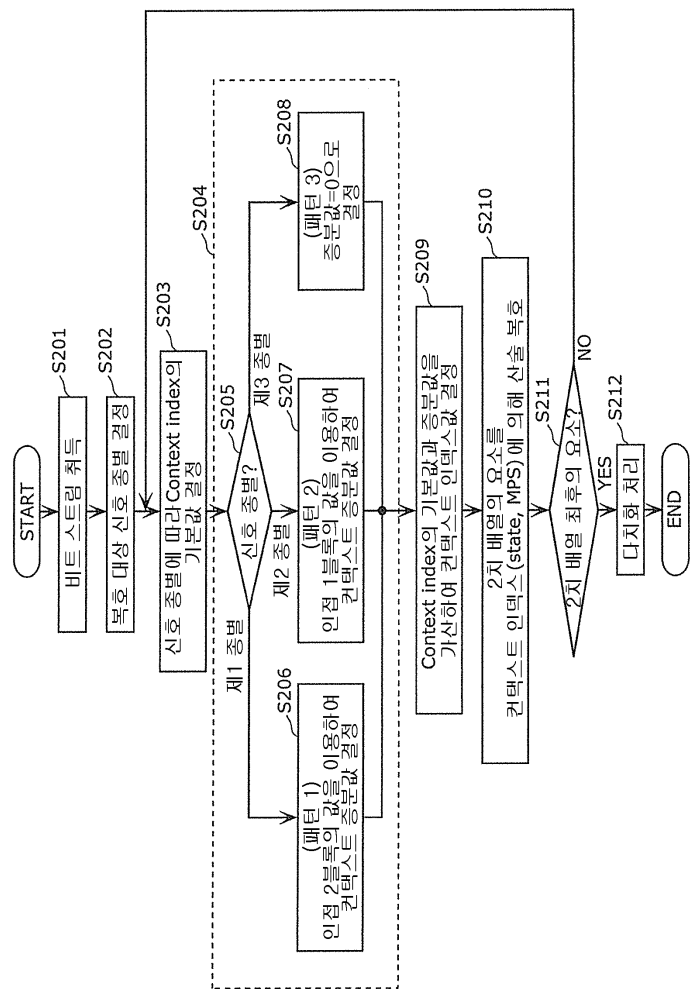 START
S201
비트 스트림 취득
S202
복호 대상 신호 종별 결정
S203
신호 종별에 따라 Context index의
기본값 결정
S204
S205
신호 종별?
제1 종별
제2 종별
제3 종별
S206
(패턴 1)
인접 2블록의 값을 이용하여
컨택스트 증분값 결정
S207
(패턴 2)
인접 1블록의 값을 이용하여
컨택스트 증분값 결정
S208
(패턴 3)
증분값=0으로
결정
S209
Context index의 기본값과 증분값을
가산하여 컨택스트 인덱스값 결정
S210
2치 배열의 요소를
컨택스트 인덱스(state, MPS)에 의해 산술 복호
S211
2치 배열 최후의 요소?
NO
YES
S212
다치화 처리
END